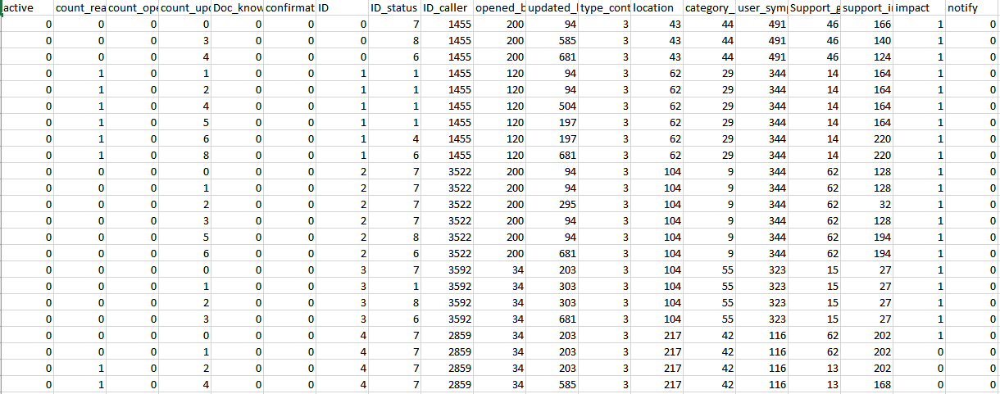 active count_rea count_ope count_upd Doc_know confirmat ID ID_status ID_caller opened_b updated_l type_cont location category_ user_symp Support_g support_in impact notify
0 0 0 0 0 0 0 7 1455 200 94 3 43 44 491 46 166 1 0
0 0 0 3 0 0 0 8 1455 200 585 3 43 44 491 46 140 1 0
0 0 0 4 0 0 0 6 1455 200 681 3 43 44 491 46 124 1 0
0 1 0 1 0 0 1 1 1455 120 94 3 62 29 344 14 164 1 0
0 1 0 2 0 0 1 1 1455 120 94 3 62 29 344 14 164 1 0
0 1 0 4 0 0 1 1 1455 120 504 3 62 29 344 14 164 1 0
0 1 0 5 0 0 1 1 1455 120 197 3 62 29 344 14 164 1 0
0 1 0 6 0 0 1 4 1455 120 197 3 62 29 344 14 220 1 0
0 1 0 8 0 0 1 6 1455 120 681 3 62 29 344 14 220 1 0
0 0 0 0 0 0 2 7 3522 200 94 3 104 9 344 62 128 1 0
0 0 0 1 0 0 2 7 3522 200 94 3 104 9 344 62 128 1 0
0 0 0 2 0 0 2 7 3522 200 295 3 104 9 344 62 32 1 0
0 0 0 3 0 0 2 7 3522 200 94 3 104 9 344 62 128 1 0
0 0 0 5 0 0 2 8 3522 200 94 3 104 9 344 62 194 1 0
0 0 0 6 0 0 2 6 3522 200 681 3 104 9 344 62 194 1 0
0 0 0 0 0 0 3 7 3592 34 203 3 104 55 323 15 27 1 0
0 0 0 1 0 0 3 1 3592 34 303 3 104 55 323 15 27 1 0
0 0 0 2 0 0 3 8 3592 34 303 3 104 55 323 15 27 1 0
0 0 0 3 0 0 3 6 3592 34 681 3 104 55 323 15 27 1 0
0 0 0 0 0 0 4 7 2859 34 203 3 217 42 116 62 202 1 0
0 0 0 1 0 0 4 7 2859 34 203 3 217 42 116 62 202 0 0
0 1 0 2 0 0 4 7 2859 34 203 3 217 42 116 13 202 0 0
0 1 0 4 0 0 4 7 2859 34 585 3 217 42 116 13 168 0 0